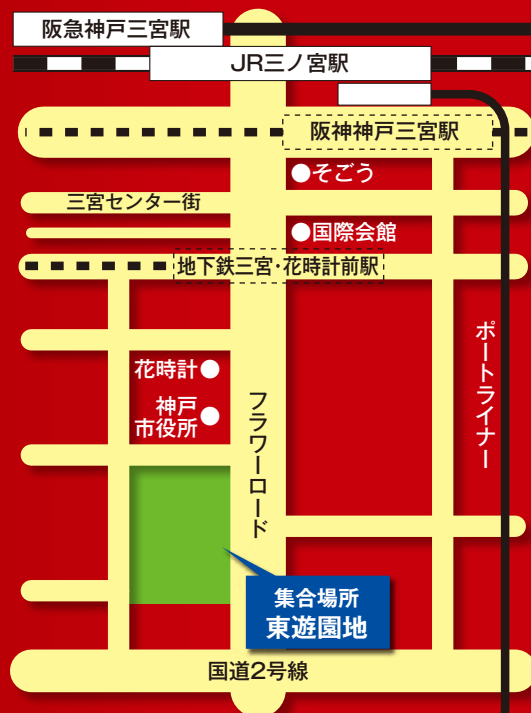 阪急神戸三宮駅
JR三ノ宮駅
阪神神戸三宮駅
そごう
三宮センター街
国際会館
地下鉄三宮・花時計前駅
花時計
神戸
市役所
フラワーロード
ポートライナー
集合場所
東遊園地
国道2号線